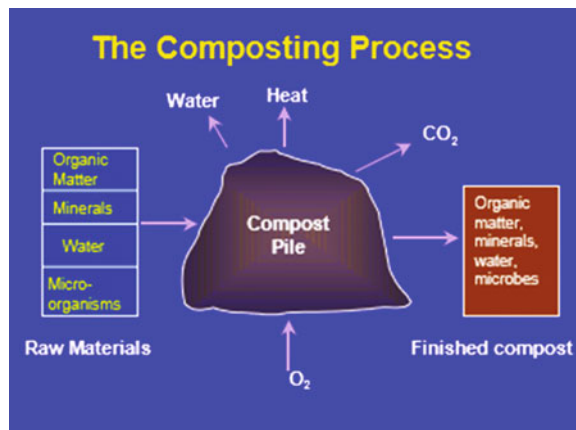 The Composting Process
Water
Heat
CO₂
Organic
Matter
Minerals
Water
Micro-
organisms
Compost
Pile
Organic
matter,
minerals,
water,
microbes
Raw Materials
Finished compost
O₂